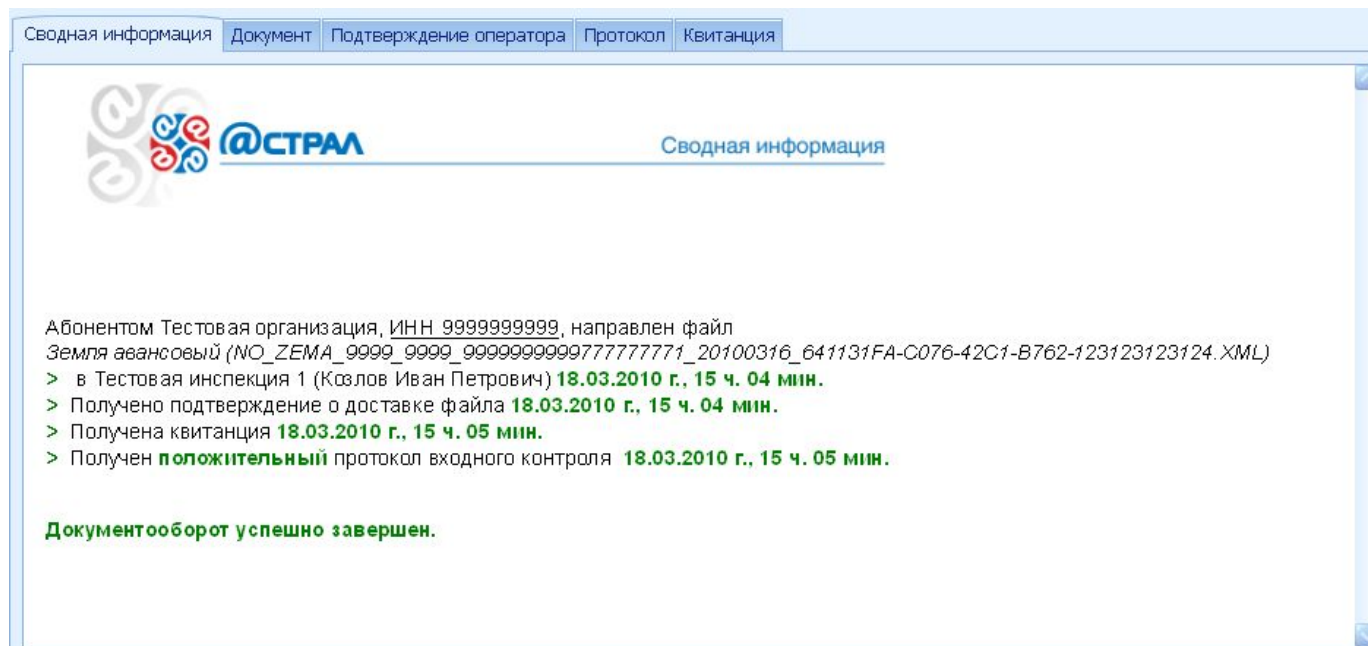 Сводная информация Документ Подтверждение оператора Протокол Квитанция
@СТРАЛ Сводная информация
Абонентом Тестовая организация, ИНН 9999999999, направлен файл
Земля авансовый (NO_ZEMA_9999_9999_9999999999777777771_20100316_641131FA-C076-42C1-B762-123123123124.XML)
> в Тестовая инспекция 1 (Козлов Иван Петрович) 18.03.2010 г., 15 ч. 04 мин.
> Получено подтверждение о доставке файла 18.03.2010 г., 15 ч. 04 мин.
> Получена квитанция 18.03.2010 г., 15 ч. 05 мин.
> Получен положительный протокол входного контроля 18.03.2010 г., 15 ч. 05 мин.
Документооборот успешно завершен.